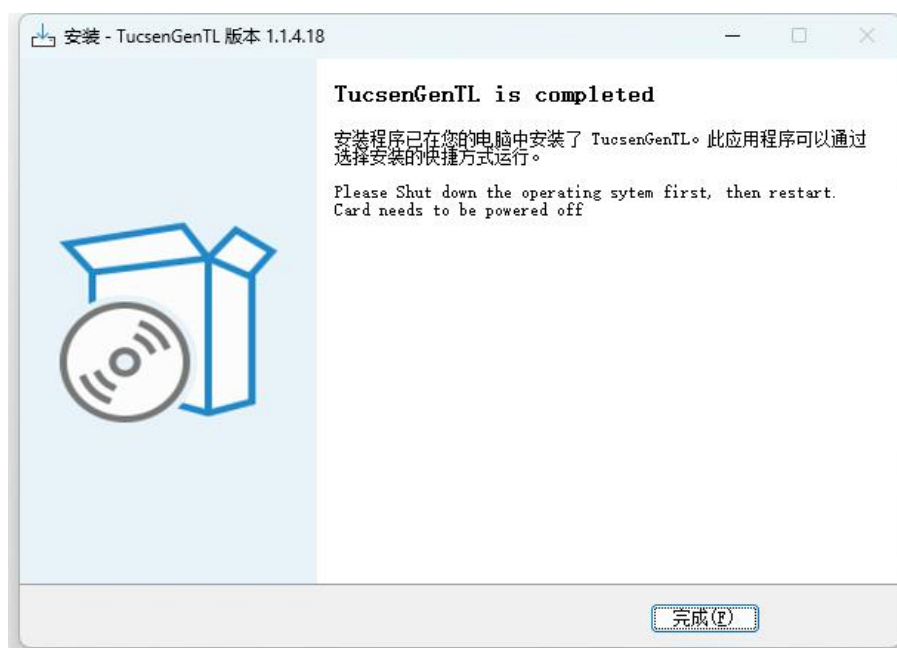 安装 - TucsenGenTL 版本 1.1.4.18
TucsenGenTL is completed
安装程序已在您的电脑中安装了 TucsenGenTL。此应用程序可以通过
选择安装的快捷方式运行。
Please Shut down the operating sytem first, then restart.
Card needs to be powered off
完成(F)